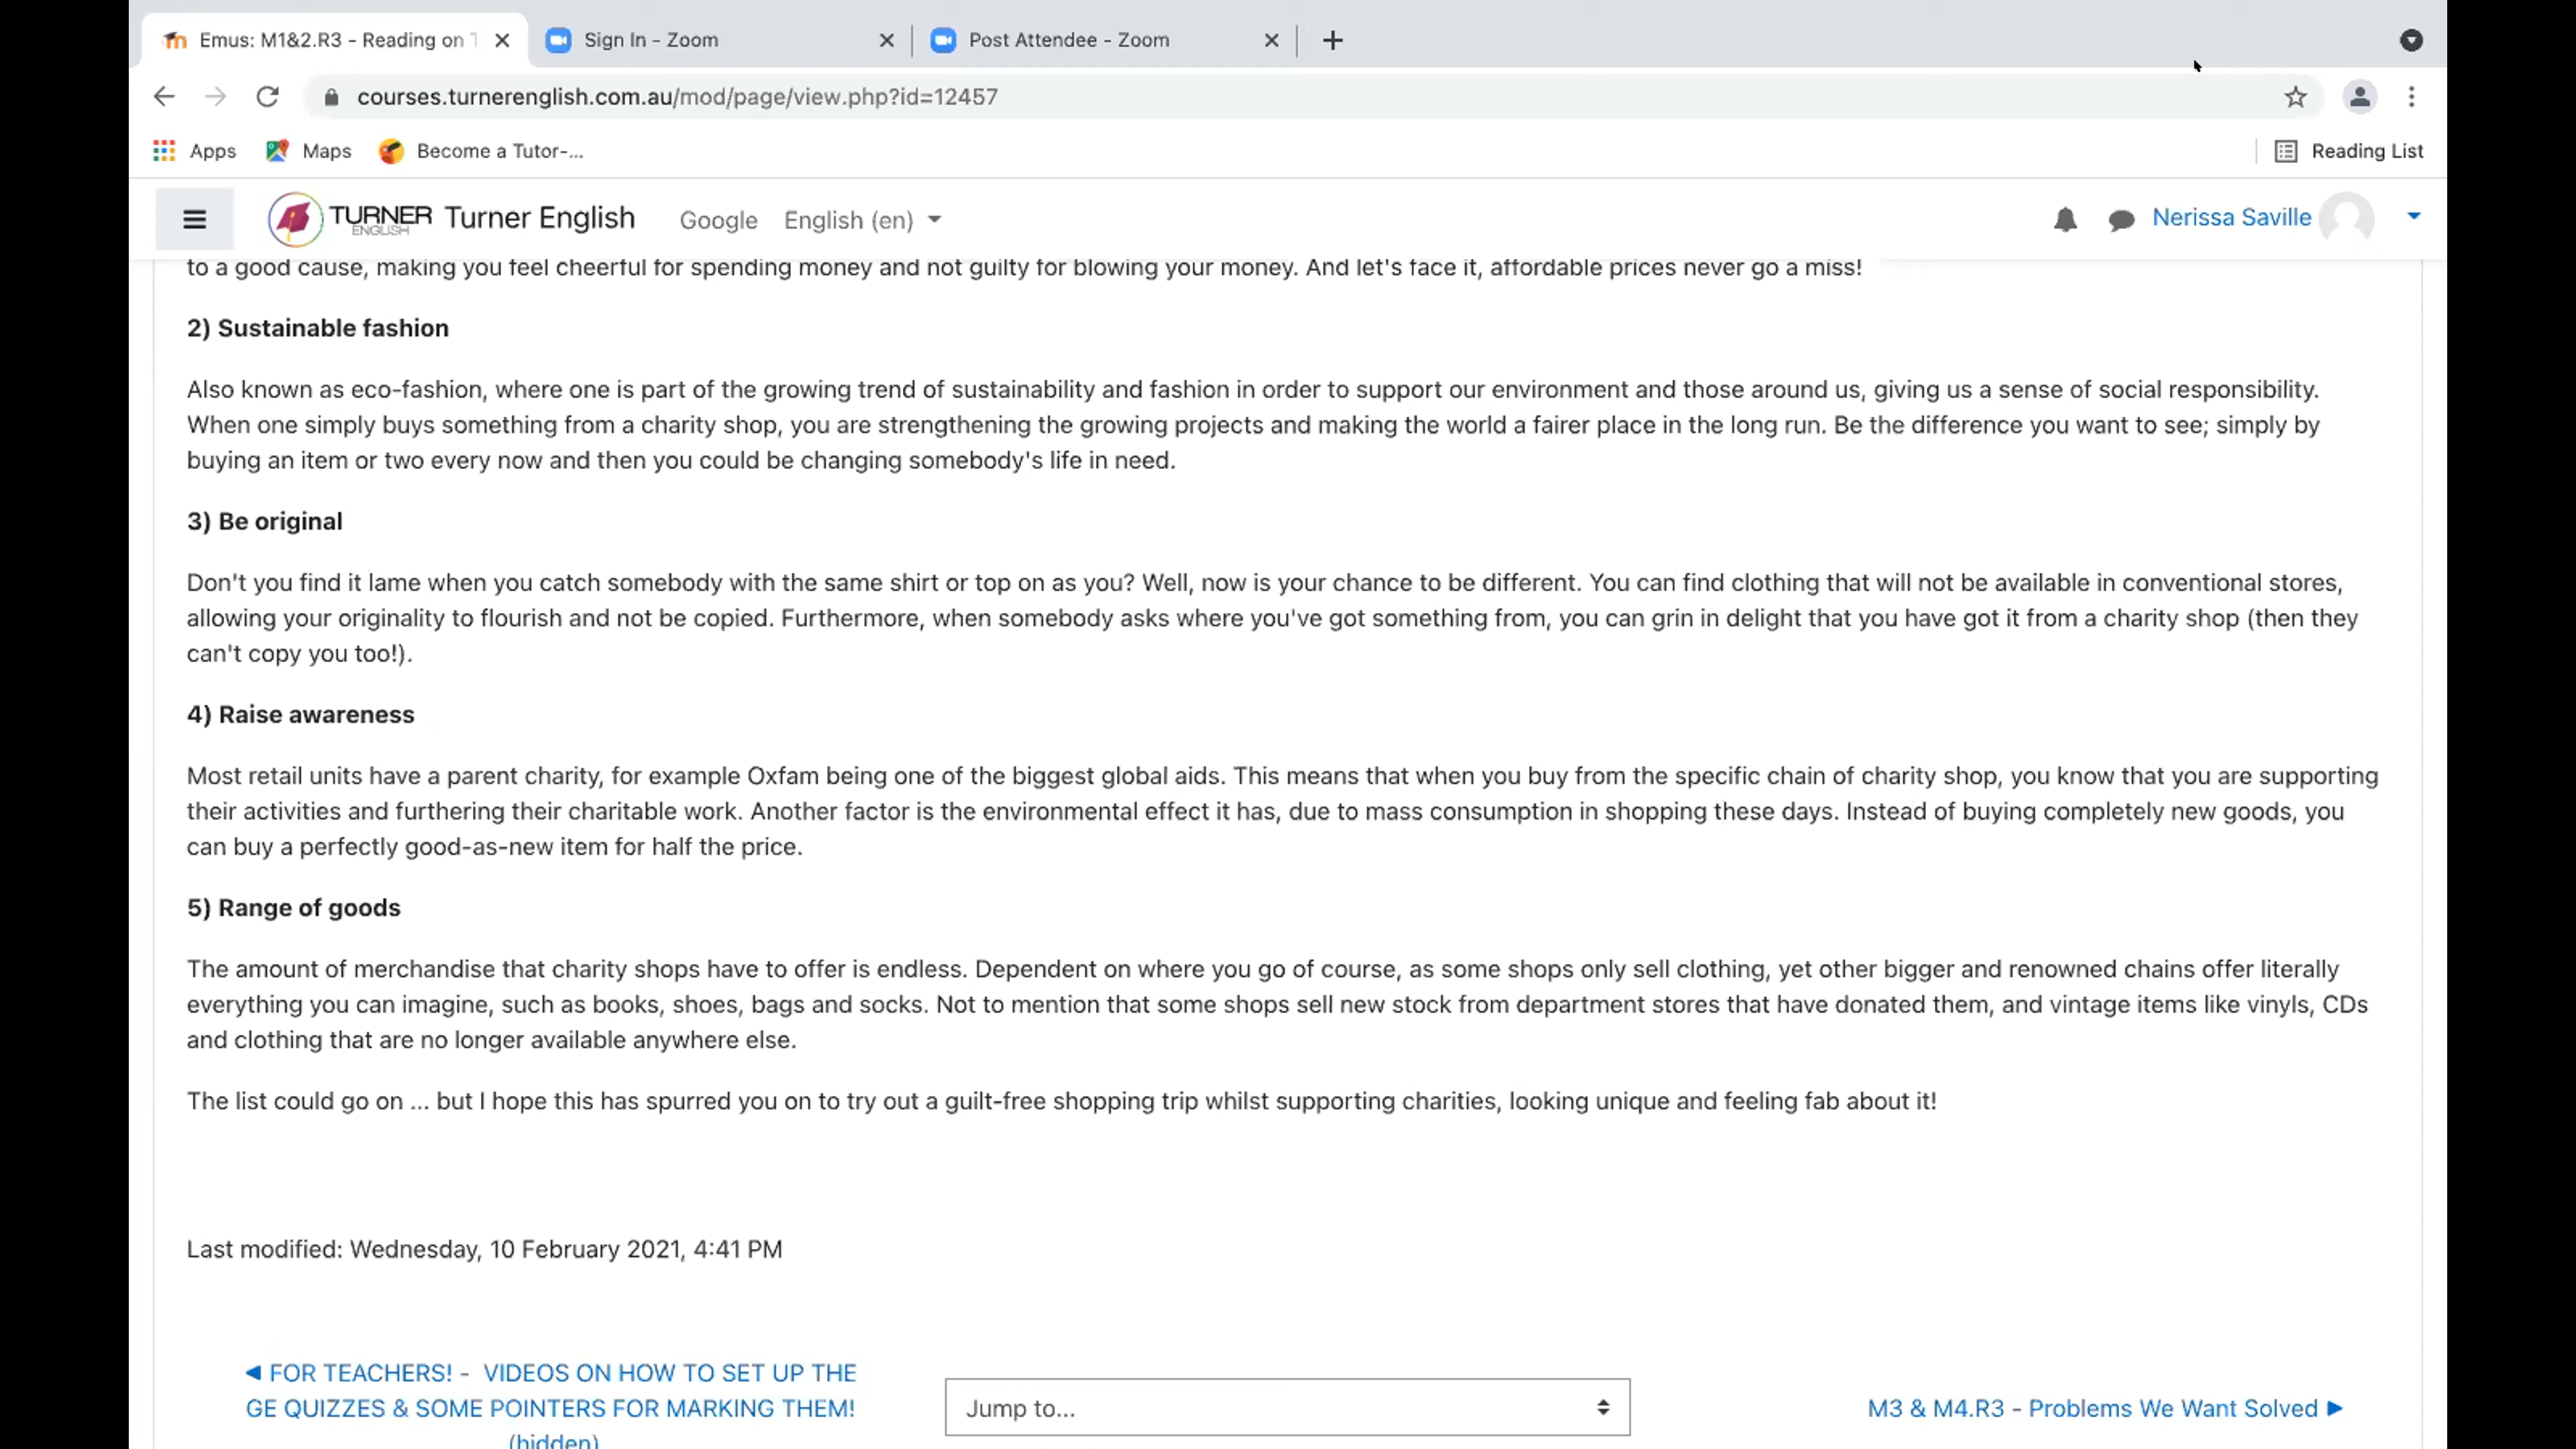 Emus: M1&2.R3 - Reading on
Sign In - Zoom
Post Attendee - Zoom
courses.turnerenglish.com.au/mod/page/view.php?id=12457
Apps
Maps
Become a Tutor-...
Reading List
TURNER
ENGLISH
Turner English
Google
English (en)
Nerissa Saville
to a good cause, making you feel cheerful for spending money and not guilty for blowing your money. And let's face it, affordable prices never go a miss!
2) Sustainable fashion
Also known as eco-fashion, where one is part of the growing trend of sustainability and fashion in order to support our environment and those around us, giving us a sense of social responsibility.
When one simply buys something from a charity shop, you are strengthening the growing projects and making the world a fairer place in the long run. Be the difference you want to see; simply by
buying an item or two every now and then you could be changing somebody's life in need.
3) Be original
Don't you find it lame when you catch somebody with the same shirt or top on as you? Well, now is your chance to be different. You can find clothing that will not be available in conventional stores,
allowing your originality to flourish and not be copied. Furthermore, when somebody asks where you've got something from, you can grin in delight that you have got it from a charity shop (then they
can't copy you too!).
4) Raise awareness
Most retail units have a parent charity, for example Oxfam being one of the biggest global aids. This means that when you buy from the specific chain of charity shop, you know that you are supporting
their activities and furthering their charitable work. Another factor is the environmental effect it has, due to mass consumption in shopping these days. Instead of buying completely new goods, you
can buy a perfectly good-as-new item for half the price.
5) Range of goods
The amount of merchandise that charity shops have to offer is endless. Dependent on where you go of course, as some shops only sell clothing, yet other bigger and renowned chains offer literally
everything you can imagine, such as books, shoes, bags and socks. Not to mention that some shops sell new stock from department stores that have donated them, and vintage items like vinyls, CDs
and clothing that are no longer available anywhere else.
The list could go on ... but I hope this has spurred you on to try out a guilt-free shopping trip whilst supporting charities, looking unique and feeling fab about it!
Last modified: Wednesday, 10 February 2021, 4:41 PM
◀ FOR TEACHERS! - VIDEOS ON HOW TO SET UP THE
GE QUIZZES & SOME POINTERS FOR MARKING THEM!
(hidden)
Jump to...
M3 & M4.R3 - Problems We Want Solved ▶